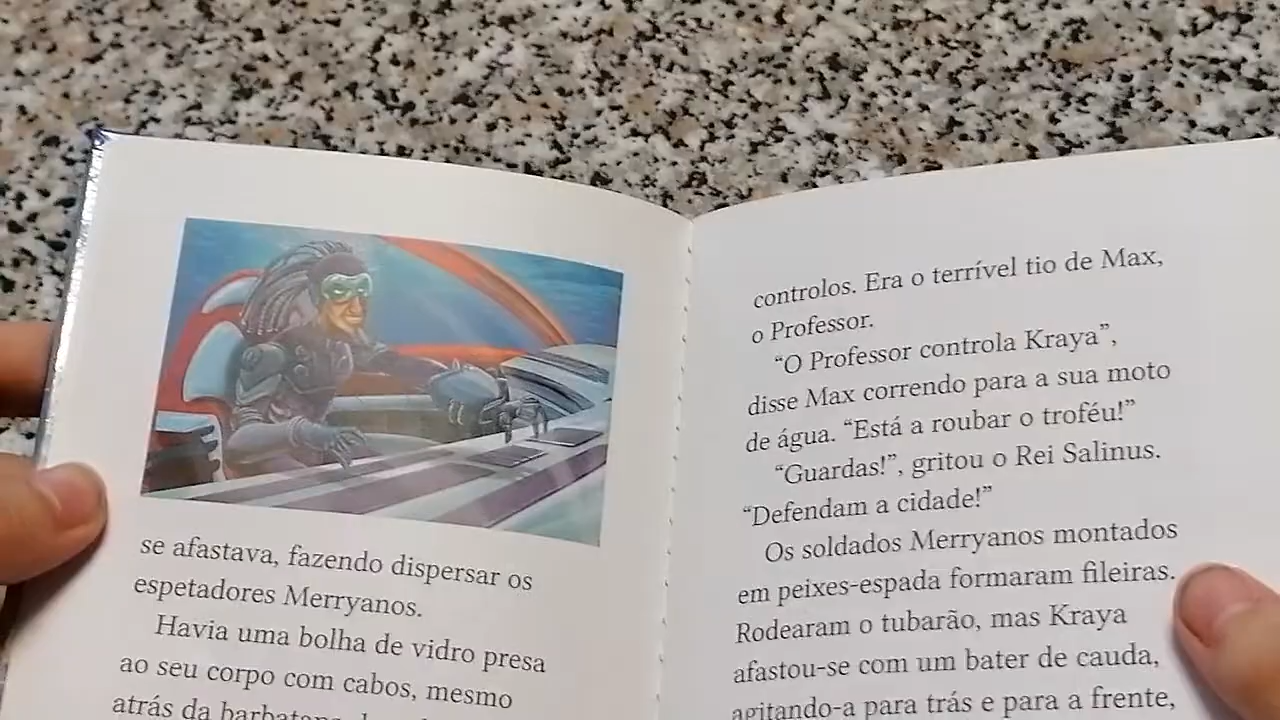 se afastava, fazendo dispersar os
espetadores Merryanos.
Havia uma bolha de vidro presa
ao seu corpo com cabos, mesmo
atrás da
controlos. Era o terrível tio de Max,
o Professor.
“O Professor controla Kraya”,
disse Max correndo para a sua moto
de água. “Está a roubar o troféu!”
“Guardas!”, gritou o Rei Salinus.
“Defendam a cidade!”
Os soldados Merryanos montados
em peixes-espada formaram fileiras.
Rodearam o tubarão, mas Kraya
afastou-se com um bater de cauda,
agitando-a para trás e para a frente,